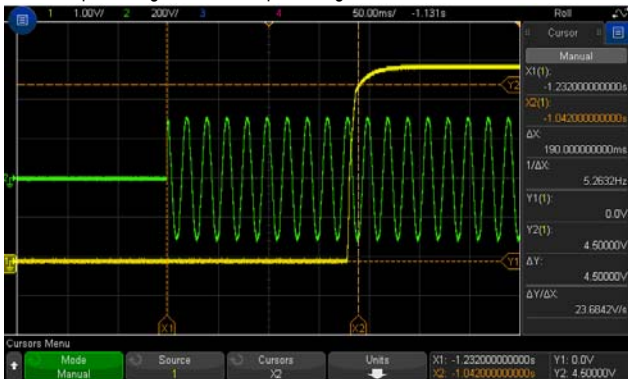 1 1.00V/ 2 200V/ 3 4 50.00ms/ -1.131s Roll
Cursor
Manual
X1(1):
-1.232000000000s
X2(1):
-1.042000000000s
ΔX:
190.000000000ms
1/ΔX:
5.2632Hz
Y1(1):
0.0V
Y2(1):
4.50000V
ΔY:
4.50000V
ΔY/ΔX:
23.6842V/s
Y2
Y1
X1 X2
Cursors Menu
Mode
Manual
Source
1
Cursors
X2
Units
X1: -1.232000000000s
X2: -1.042000000000s
Y1: 0.0V
Y2: 4.50000V